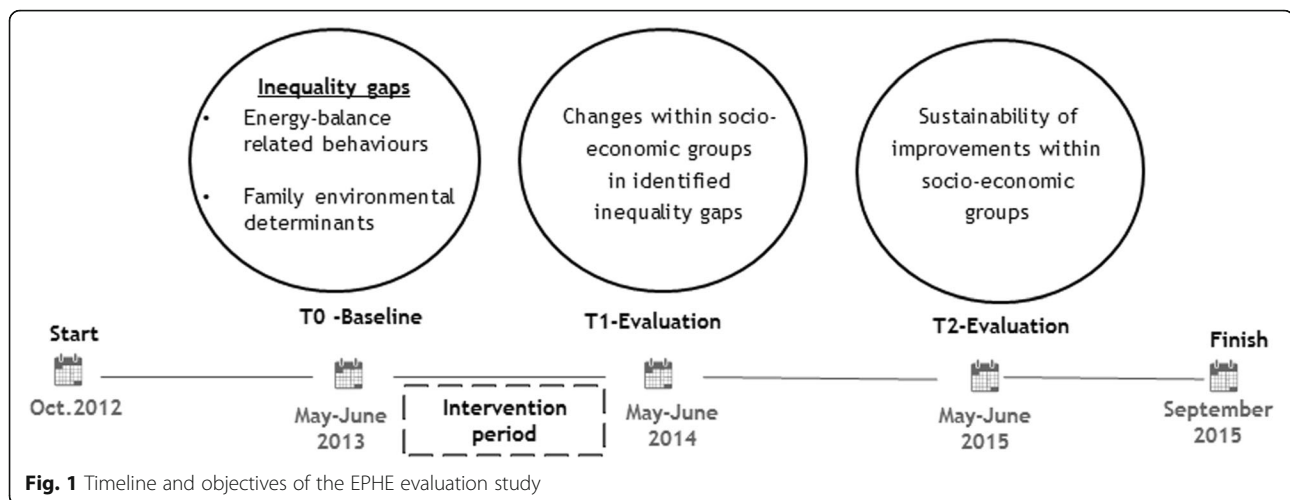 Inequality gaps
• Energy-balance
related behaviours
• Family environmental
determinants
Changes within socio-
economic groups
in identified
inequality gaps
Sustainability of
improvements within
socio-economic
groups
Start
T0 -Baseline
T1-Evaluation
T2-Evaluation
Finish
Oct.2012
May-June
2013
Intervention
period
May-June
2014
May-June
2015
September
2015
Fig. 1 Timeline and objectives of the EPHE evaluation study